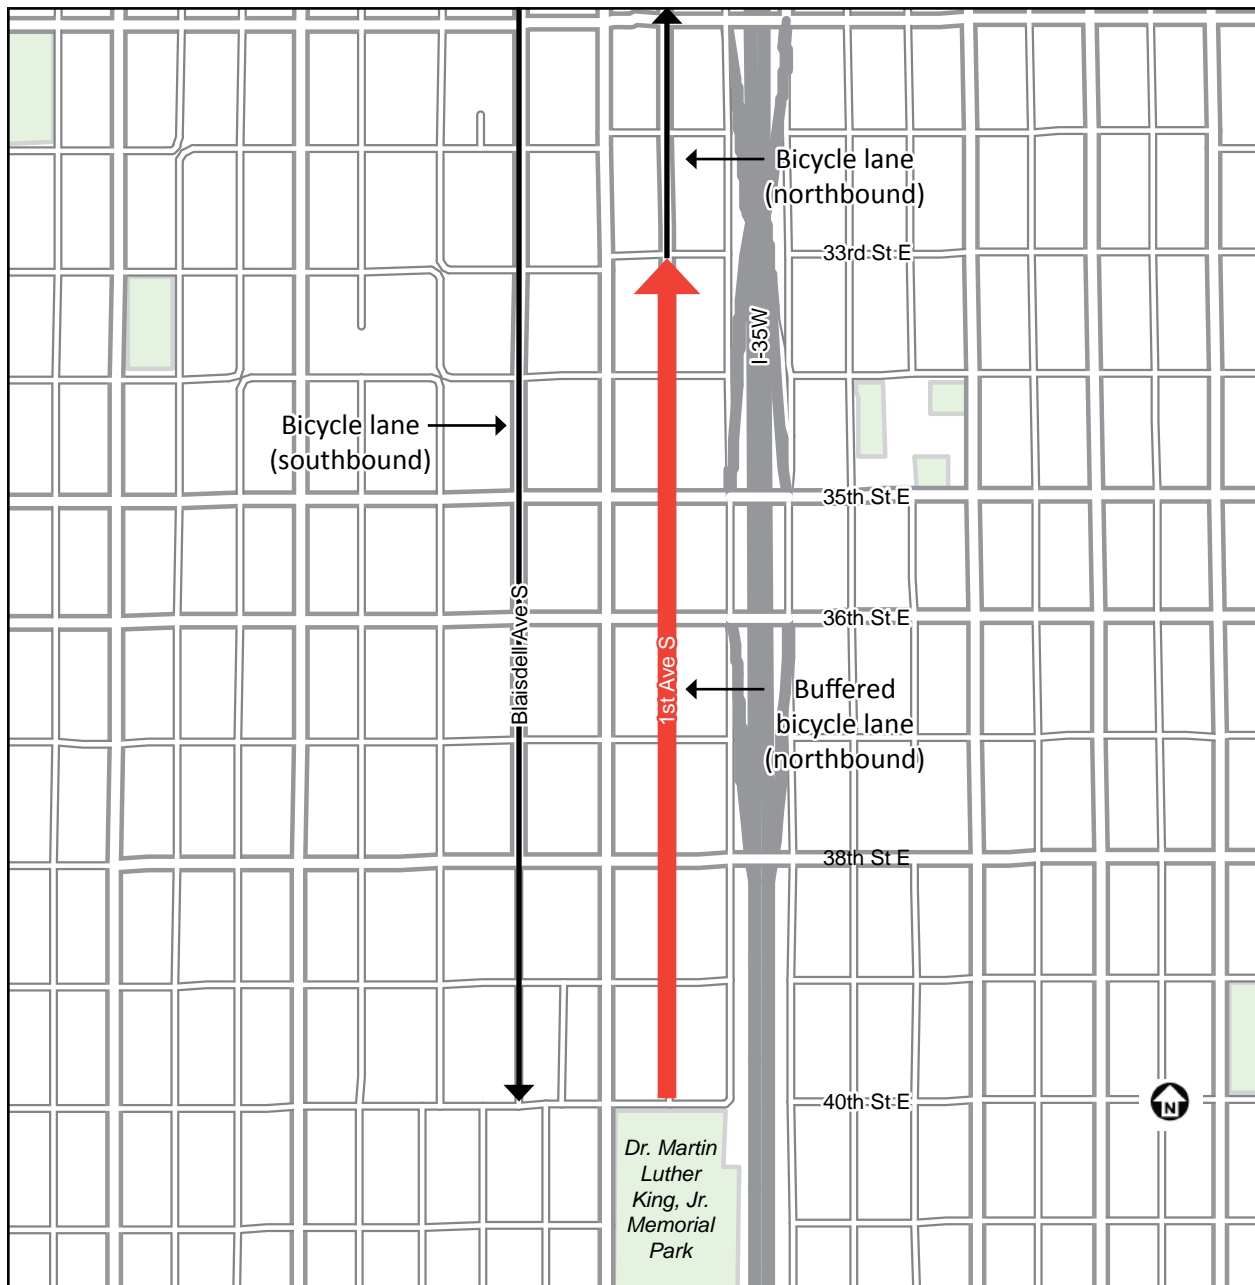 Bicycle lane
(northbound)
33rd St E
I-35W
Bicycle lane
(southbound)
35th St E
36th St E
Blaisdell Ave S
1st Ave S
Buffered
bicycle lane
(northbound)
38th St E
40th St E
N
Dr. Martin
Luther
King, Jr.
Memorial
Park